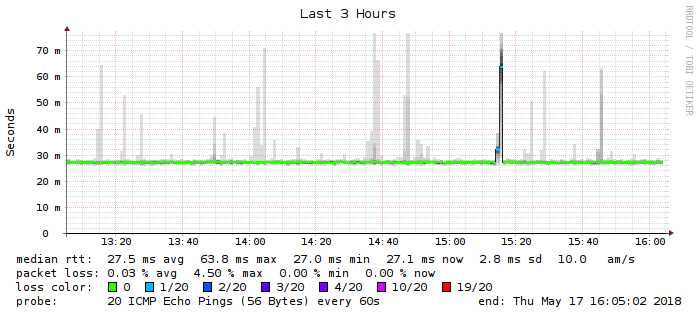 Last 3 Hours
RRDTOOL / TOBI OETIKER
Seconds
70 m
60 m
50 m
40 m
30 m
20 m
10 m
0
13:20 13:40 14:00 14:20 14:40 15:00 15:20 15:40 16:00
median rtt: 27.5 ms avg 63.8 ms max 27.0 ms min 27.1 ms now 2.8 ms sd 10.0 am/s
packet loss: 0.03 % avg 4.50 % max 0.00 % min 0.00 % now
loss color: 0 1/20 2/20 3/20 4/20 10/20 19/20
probe: 20 ICMP Echo Pings (56 Bytes) every 60s end: Thu May 17 16:05:02 2018